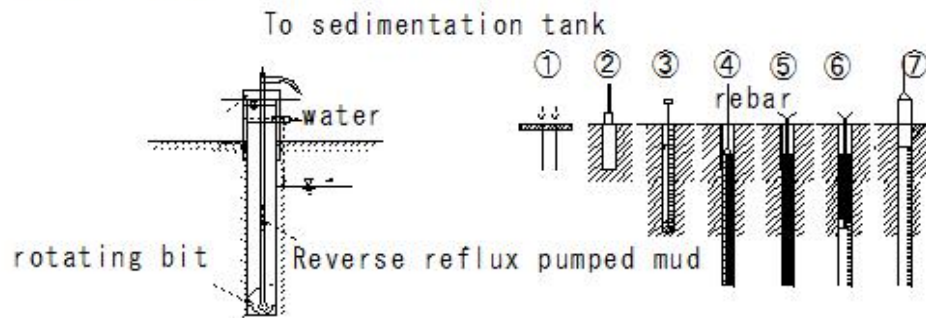 To sedimentation tank
① ② ③ ④ ⑤ ⑥ ⑦
rebar
water
rotating bit
Reverse reflux pumped mud